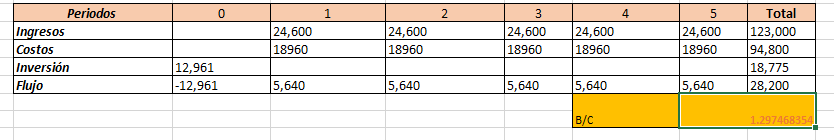 Periodos 0 1 2 3 4 5 Total
Ingresos 24,600 24,600 24,600 24,600 24,600 123,000
Costos 18960 18960 18960 18960 18960 94,800
Inversión 12,961 18,775
Flujo -12,961 5,640 5,640 5,640 5,640 5,640 28,200
B/C 1.297468354